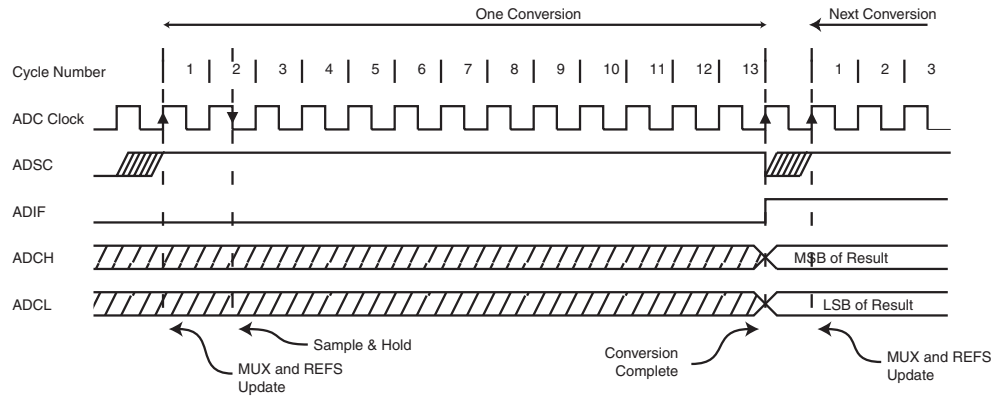 One Conversion
Next Conversion
Cycle Number 1 2 3 4 5 6 7 8 9 10 11 12 13 1 2 3
ADC Clock
ADSC
ADIF
ADCH MSB of Result
ADCL LSB of Result
Sample & Hold
MUX and REFS
Update
Conversion
Complete
MUX and REFS
Update